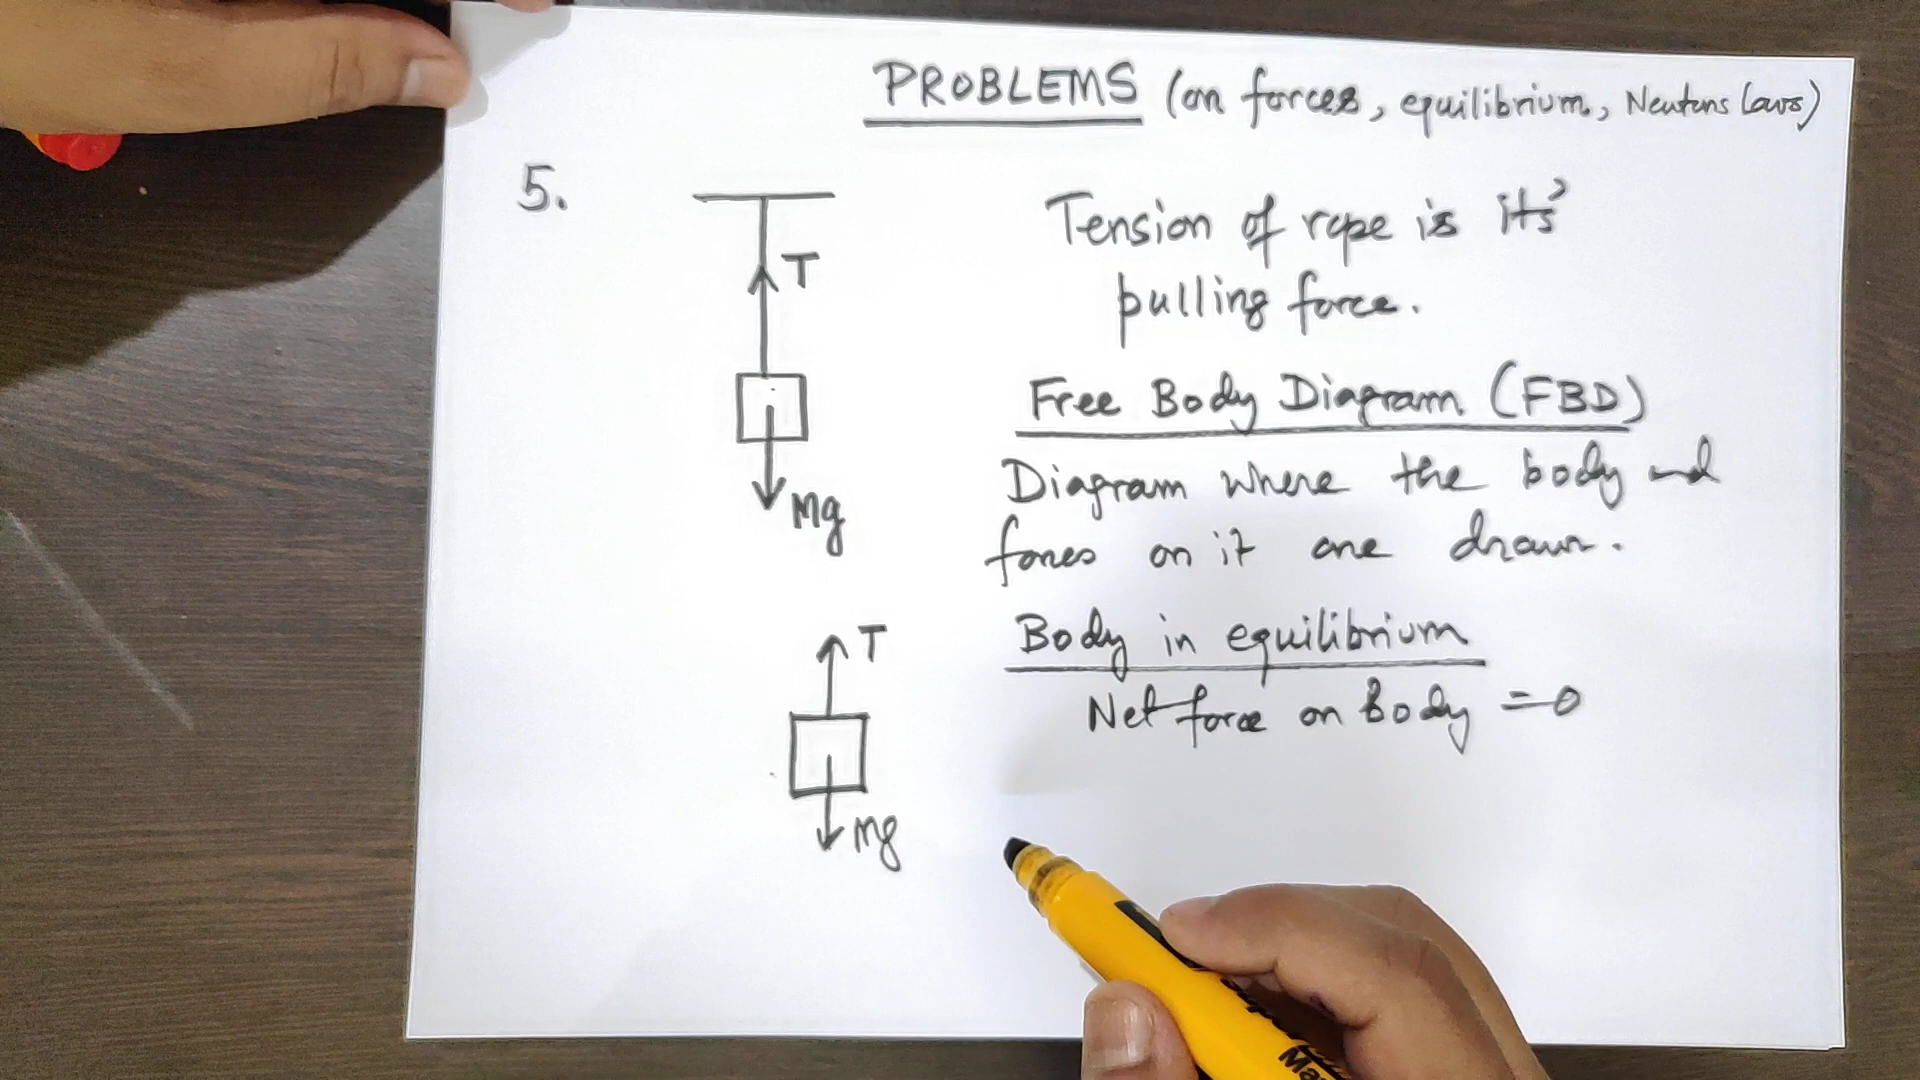 PROBLEMS (on forces, equilibrium, Newtons Laws)
5.
T
Mg
Tension of rope is its'
pulling force.
Free Body Diagram (FBD)
Diagram where the body and
forces on it are drawn.
T
Mg
Body in equilibrium
Net force on Body = 0